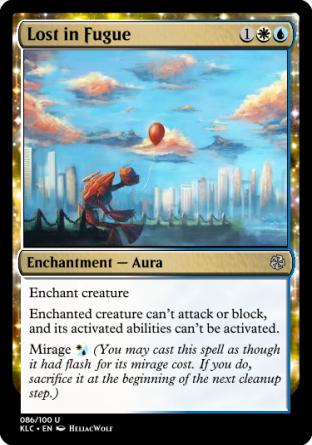 Lost in Fugue 1
Enchantment — Aura
Enchant creature
Enchanted creature can't attack or block,
and its activated abilities can't be activated.
Mirage (You may cast this spell as though
it had flash for its mirage cost. If you do,
sacrifice it at the beginning of the next cleanup
step.)
086/100 U
KLC • EN HeliacWolf